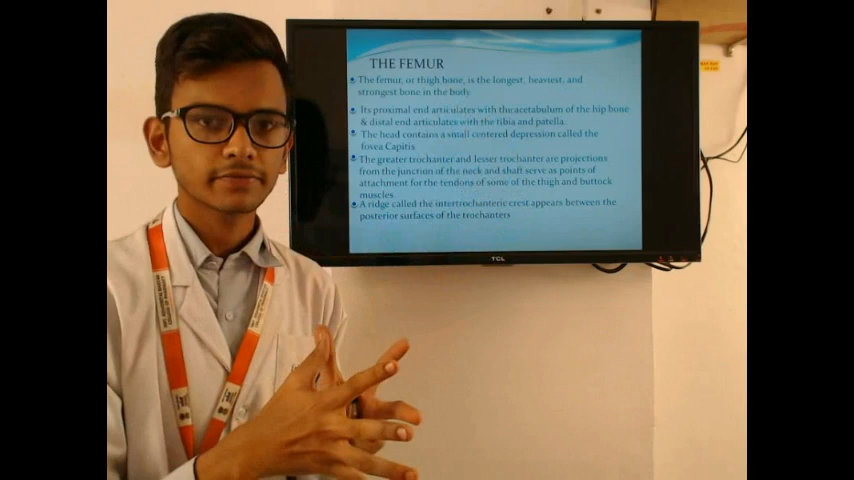 THE FEMUR
The femur, or thigh bone, is the longest, heaviest, and
strongest bone in the body
Its proximal end articulates with the acetabulum of the hip bone
& distal end articulates with the tibia and patella.
The head contains a small centered depression called the
fovea Capitis
The greater trochanter and lesser trochanter are projections
from the junction of the neck and shaft serve as points of
attachment for the tendons of some of the thigh and buttock
muscles
A ridge called the intertrochanteric crest appears between the
posterior surfaces of the trochanters
TCL